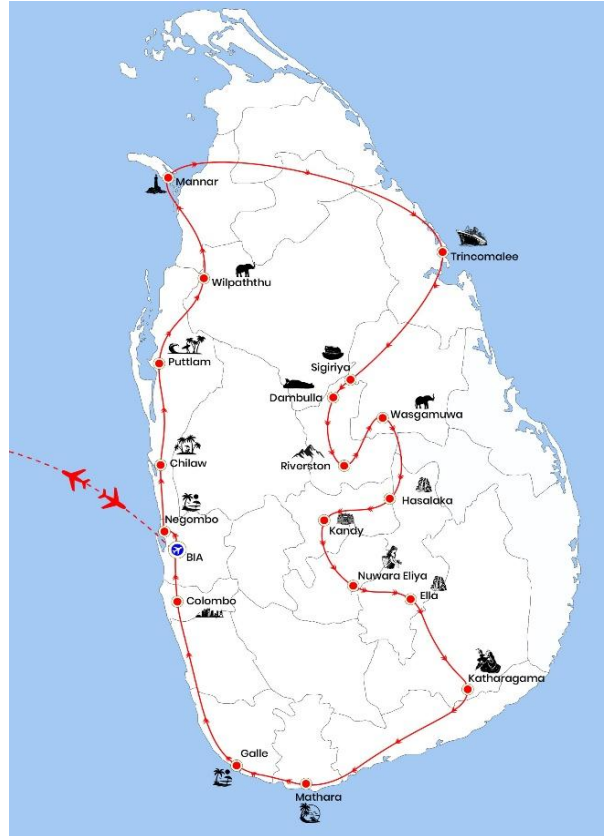 Mannar
Trincomalee
Wilpaththu
Puttlam
Sigiriya
Dambulla
Wasgamuwa
Chilaw
Riverston
Hasalaka
Negombo
Kandy
BIA
Nuwara Eliya
Ella
Colombo
Katharagama
Galle
Mathara